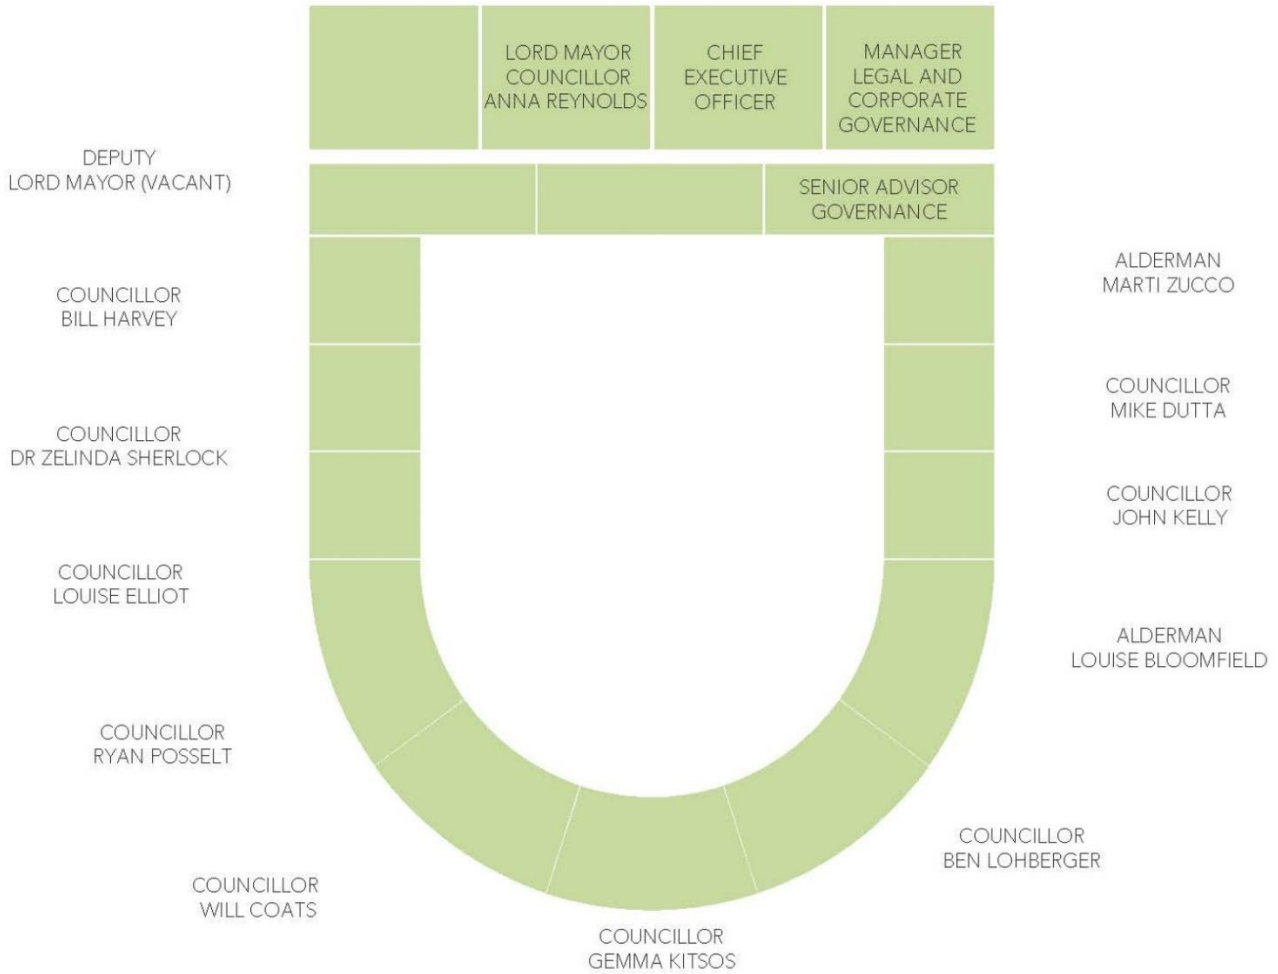 LORD MAYOR
COUNCILLOR
ANNA REYNOLDS
CHIEF
EXECUTIVE
OFFICER
MANAGER
LEGAL AND
CORPORATE
GOVERNANCE
DEPUTY
LORD MAYOR (VACANT)
SENIOR ADVISOR
GOVERNANCE
COUNCILLOR
BILL HARVEY
ALDERMAN
MARTI ZUCCO
COUNCILLOR
DR ZELINDA SHERLOCK
COUNCILLOR
MIKE DUTTA
COUNCILLOR
LOUISE ELLIOT
COUNCILLOR
JOHN KELLY
COUNCILLOR
RYAN POSSELT
ALDERMAN
LOUISE BLOOMFIELD
COUNCILLOR
WILL COATS
COUNCILLOR
BEN LOHBERGER
COUNCILLOR
GEMMA KITSOS